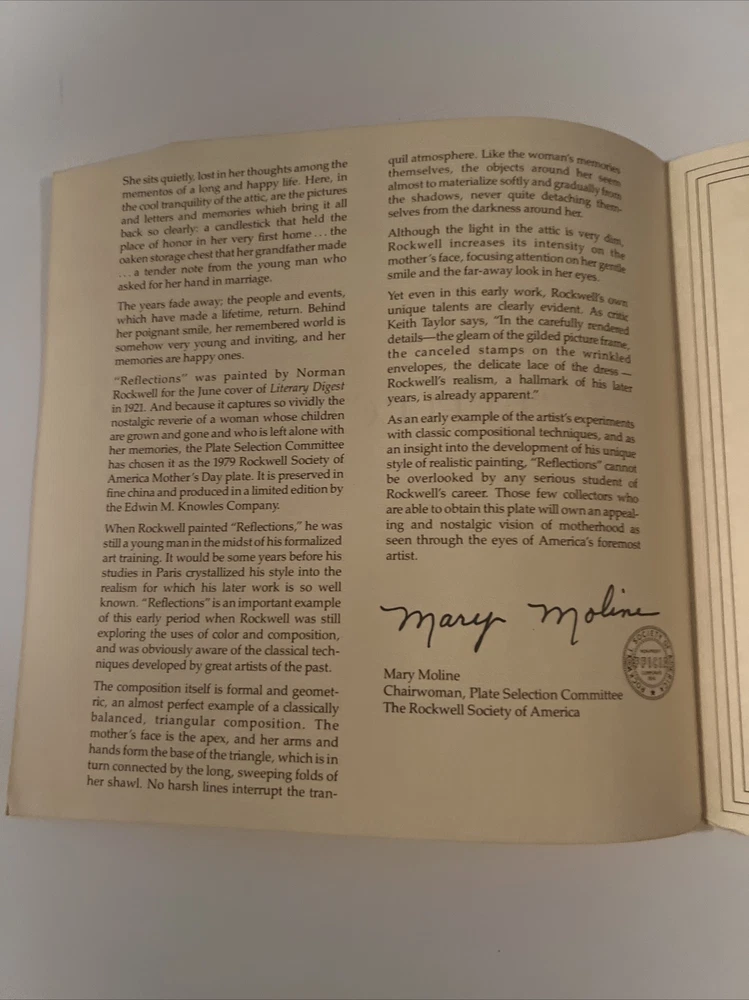 She sits quietly, lost in her thoughts among the
mementos of a long and happy life. Here, in
the cool tranquility of the attic, are the pictures
and letters and memories which bring it all
back so clearly: a candlestick that held the
place of honor in her very first home . . . the
oaken storage chest that her grandfather made
. . . a tender note from the young man who
asked for her hand in marriage.
The years fade away; the people and events,
which have made a lifetime, return. Behind
her poignant smile, her remembered world is
somehow very young and inviting, and her
memories are happy ones.
"Reflections" was painted by Norman
Rockwell for the June cover of Literary Digest
in 1921. And because it captures so vividly the
nostalgic reverie of a woman whose children
are grown and gone and who is left alone with
her memories, the Plate Selection Committee
has chosen it as the 1979 Rockwell Society of
America Mother's Day plate. It is preserved in
fine china and produced in a limited edition by
the Edwin M. Knowles Company.
When Rockwell painted "Reflections," he was
still a young man in the midst of his formalized
art training. It would be some years before his
studies in Paris crystallized his style into the
realism for which his later work is so well
known. "Reflections" is an important example
of this early period when Rockwell was still
exploring the uses of color and composition,
and was obviously aware of the classical tech-
niques developed by great artists of the past.
The composition itself is formal and geomet-
ric, an almost perfect example of a classically
balanced, triangular composition. The
mother's face is the apex, and her arms and
hands form the base of the triangle, which is in
turn connected by the long, sweeping folds of
her shawl. No harsh lines interrupt the tran-
quil atmosphere. Like the woman's memories
themselves, the objects around her seem
almost to materialize softly and gradually from
the shadows, never quite detaching them-
selves from the darkness around her.
Although the light in the attic is very dim,
Rockwell increases its intensity on the
mother's face, focusing attention on her gentle
smile and the far-away look in her eyes.
Yet even in this early work, Rockwell's own
unique talents are clearly evident. As critic
Keith Taylor says, "In the carefully rendered
details—the gleam of the gilded picture frame,
the canceled stamps on the wrinkled
envelopes, the delicate lace of the dress —
Rockwell's realism, a hallmark of his later
years, is already apparent."
As an early example of the artist's experiments
with classic compositional techniques, and as
an insight into the development of his unique
style of realistic painting, "Reflections" cannot
be overlooked by any serious student of
Rockwell's career. Those few collectors who
are able to obtain this plate will own an appeal-
ing and nostalgic vision of motherhood as
seen through the eyes of America's foremost
artist.
Mary Moline
Mary Moline
Chairwoman, Plate Selection Committee
The Rockwell Society of America